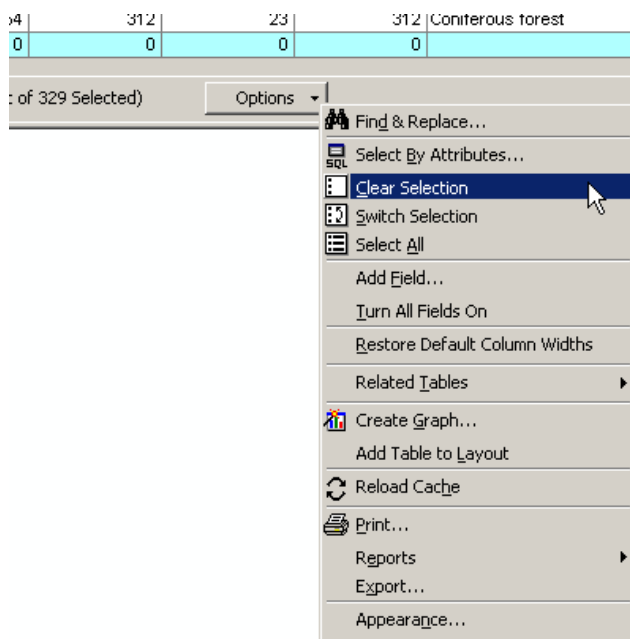 54 312 23 312 Coniferous forest
0 0 0 0
of 329 Selected) Options
Find & Replace...
SQL Select By Attributes...
Clear Selection
Switch Selection
Select All
Add Field...
Turn All Fields On
Restore Default Column Widths
Related Tables
Create Graph...
Add Table to Layout
Reload Cache
Print...
Reports
Export...
Appearance...